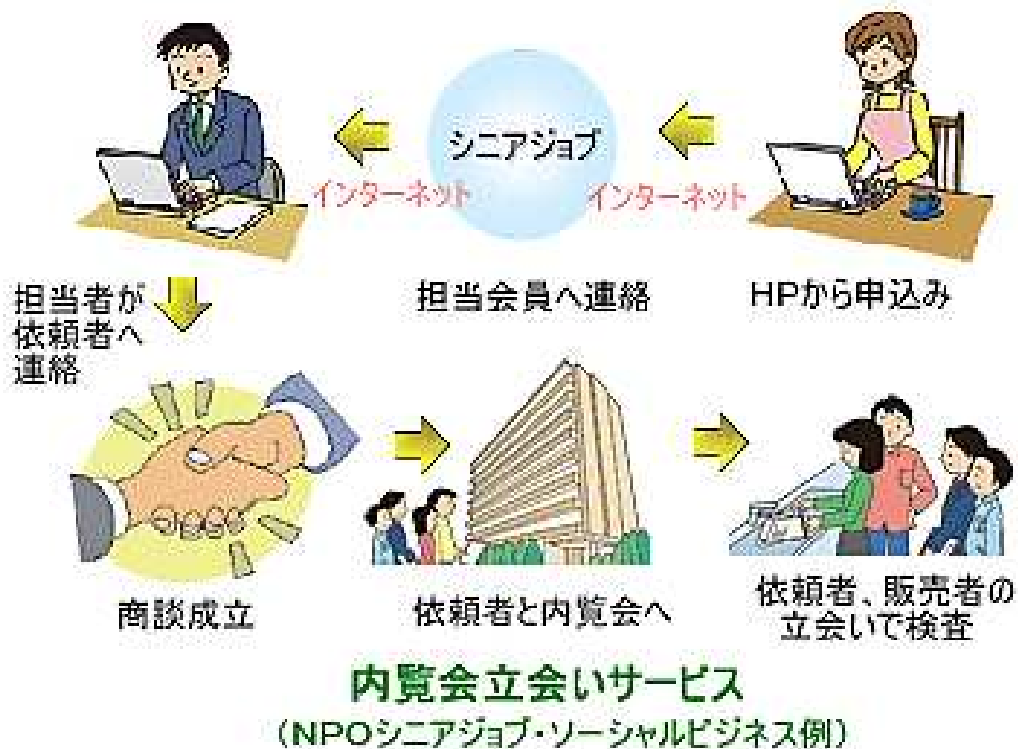 シニアジョブ
インターネット
インターネット
HPから申込み
担当会員へ連絡
担当者が
依頼者へ
連絡
商談成立
依頼者と内覧会へ
依頼者、販売者の
立会いで検査
内覧会立会いサービス
(NPOシニアジョブ・ソーシャルビジネス例)